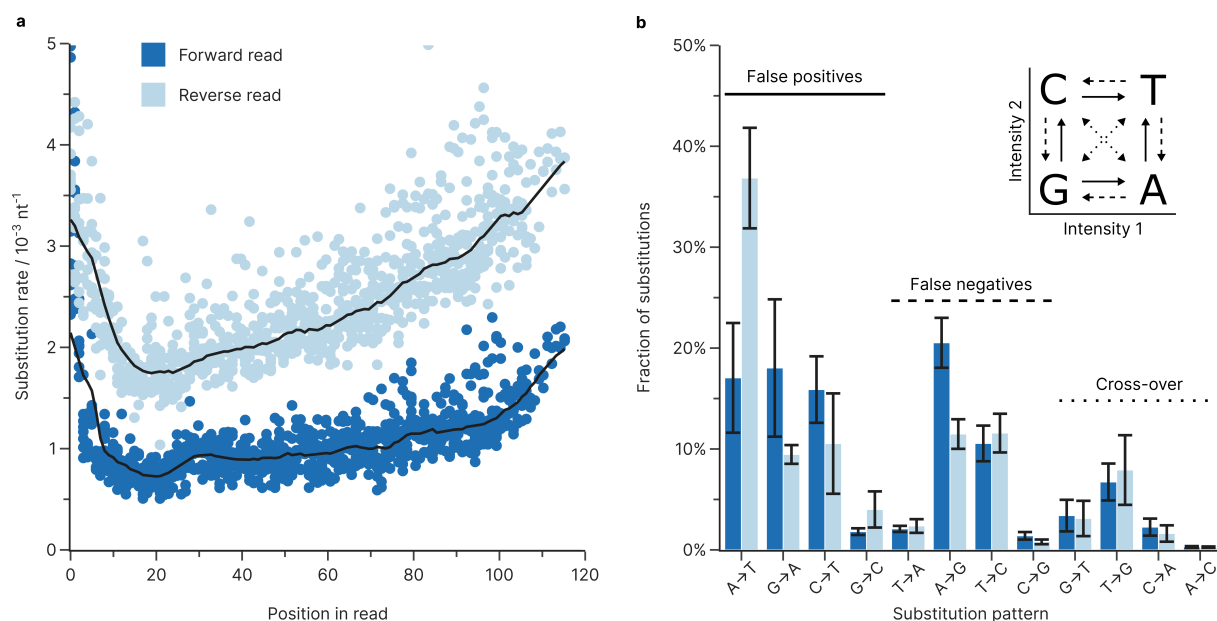 a
5
4
3
2
1
0
Substitution rate / 10⁻³ nt⁻¹
Forward read
Reverse read
0 20 40 60 80 100 120
Position in read
b
50%
40%
30%
20%
10%
0%
Fraction of substitutions
False positives
False negatives
Cross-over
C T
G A
Intensity 2
Intensity 1
A→T G→A C→T G→C T→A A→G T→C C→G G→T T→G C→A A→C
Substitution pattern